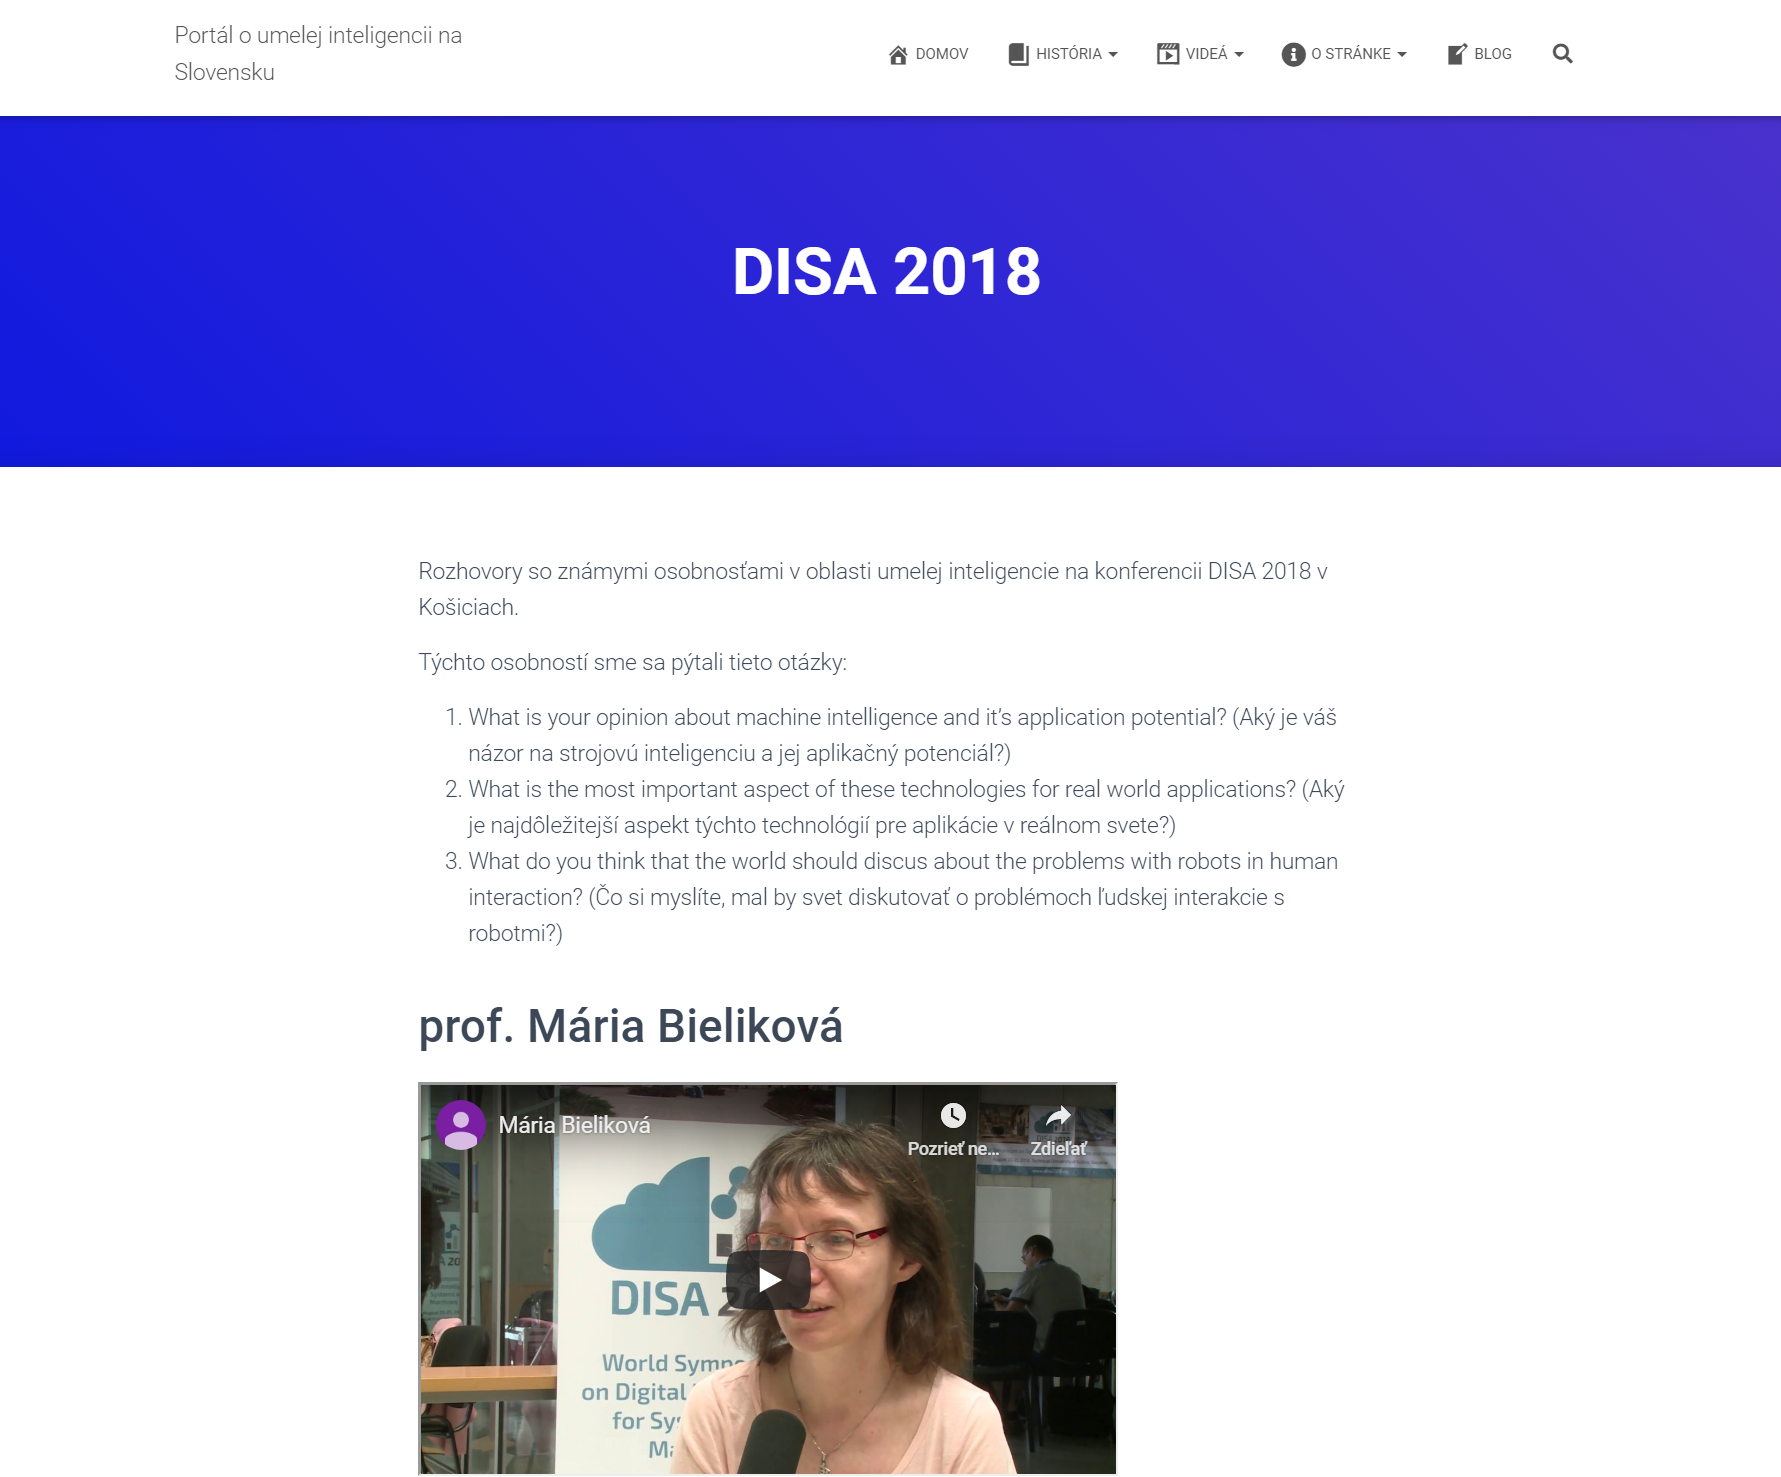 Portál o umelej inteligencii na
Slovensku
DOMOV
HISTÓRIA
VIDEÁ
O STRÁNKE
BLOG
DISA 2018
Rozhovory so známymi osobnosťami v oblasti umelej inteligencie na konferencii DISA 2018 v
Košiciach.
Týchto osobností sme sa pýtali tieto otázky:
1. What is your opinion about machine intelligence and it’s application potential? (Aký je váš
názor na strojovú inteligenciu a jej aplikačný potenciál?)
2. What is the most important aspect of these technologies for real world applications? (Aký
je najdôležitejší aspekt týchto technológií pre aplikácie v reálnom svete?)
3. What do you think that the world should discus about the problems with robots in human
interaction? (Čo si myslíte, mal by svet diskutovať o problémoch ľudskej interakcie s
robotmi?)
prof. Mária Bieliková
Mária Bieliková
Pozrieť ne...
Zdieľať
DISA
World
on Digital
for